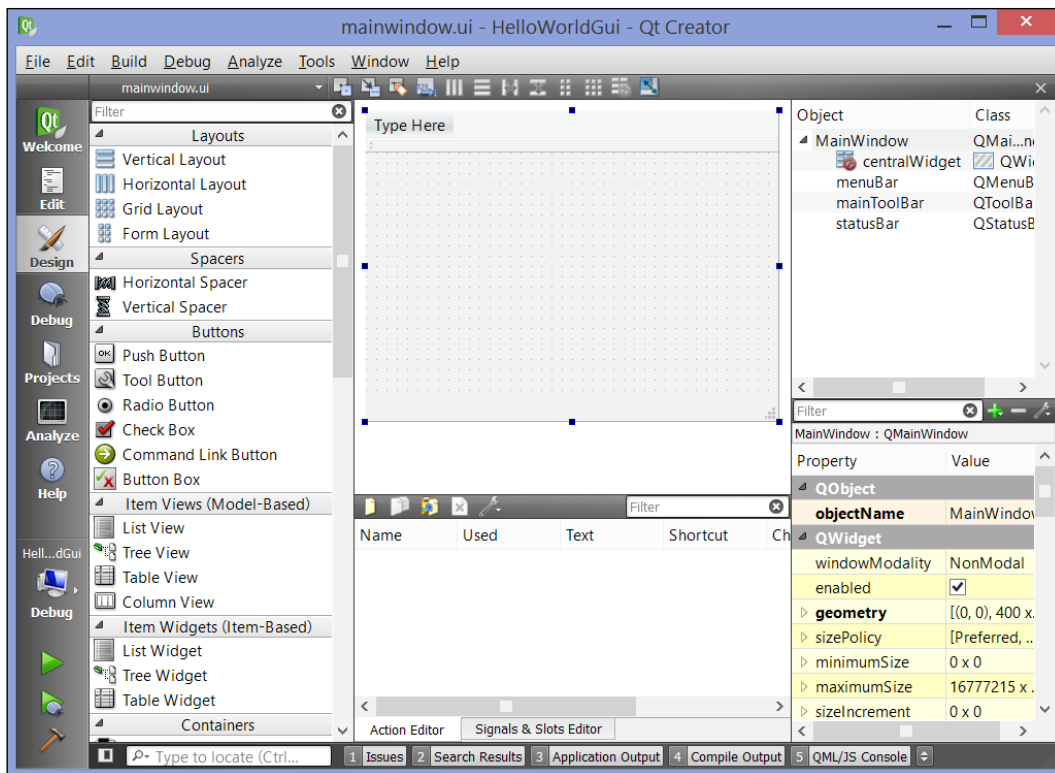 mainwindow.ui - HelloWorldGui - Qt Creator
File Edit Build Debug Analyze Tools Window Help
mainwindow.ui
Welcome
Edit
Design
Debug
Projects
Analyze
Help
Hell...dGui
Debug
Filter
Layouts
Vertical Layout
Horizontal Layout
Grid Layout
Form Layout
Spacers
Horizontal Spacer
Vertical Spacer
Buttons
OK Push Button
Tool Button
Radio Button
Check Box
Command Link Button
Button Box
Item Views (Model-Based)
List View
Tree View
Table View
Column View
Item Widgets (Item-Based)
List Widget
Tree Widget
Table Widget
Containers
Type Here
Filter
Name Used Text Shortcut Ch
Action Editor Signals & Slots Editor
Object Class
MainWindow QMai...n
centralWidget QWi
menuBar QMenuB
mainToolBar QToolBa
statusBar QStatusB
Filter
MainWindow : QMainWindow
Property Value
QObject
objectName MainWindow
QWidget
windowModality NonModal
enabled
geometry [(0, 0), 400 x.
sizePolicy [Preferred, ..
minimumSize 0 x 0
maximumSize 16777215 x .
sizeIncrement 0 x 0
Type to locate (Ctrl... 1 Issues 2 Search Results 3 Application Output 4 Compile Output 5 QML/JS Console